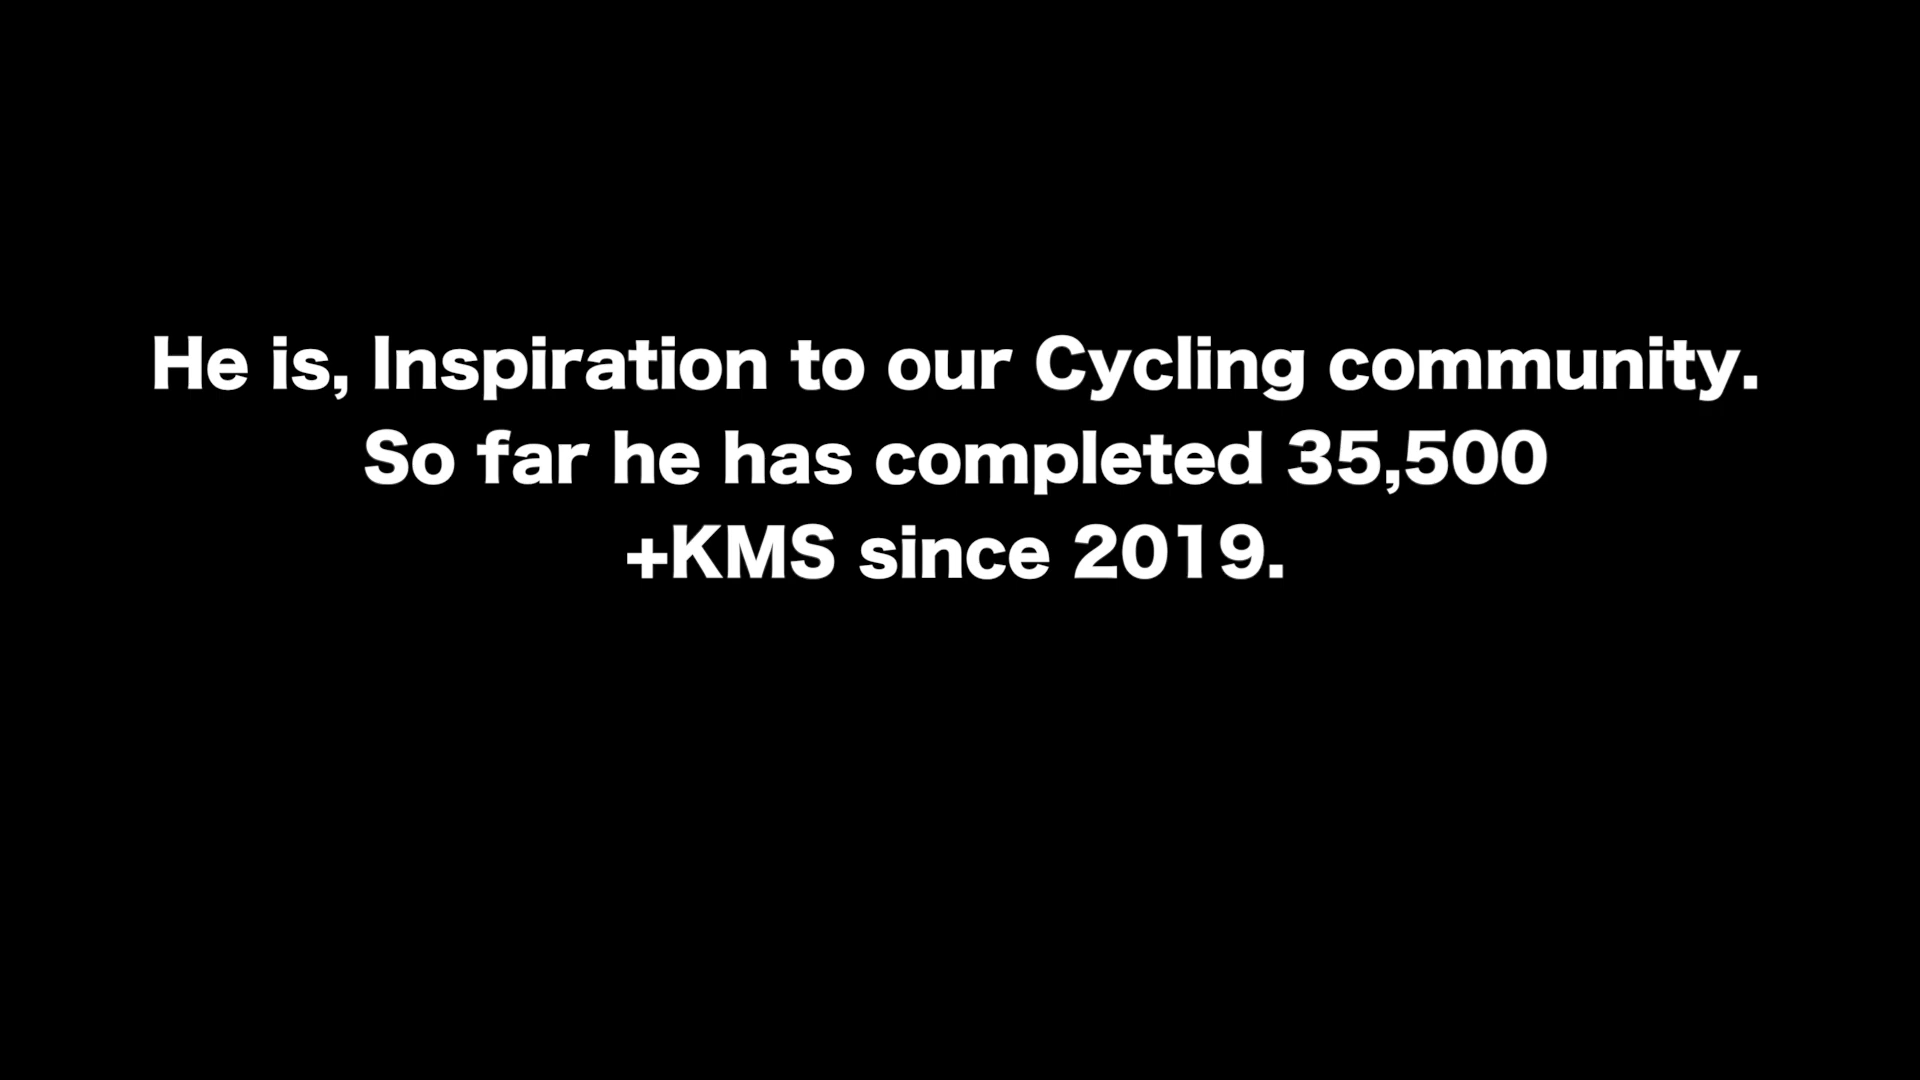 He is, Inspiration to our Cycling community.
So far he has completed 35,500
+KMS since 2019.